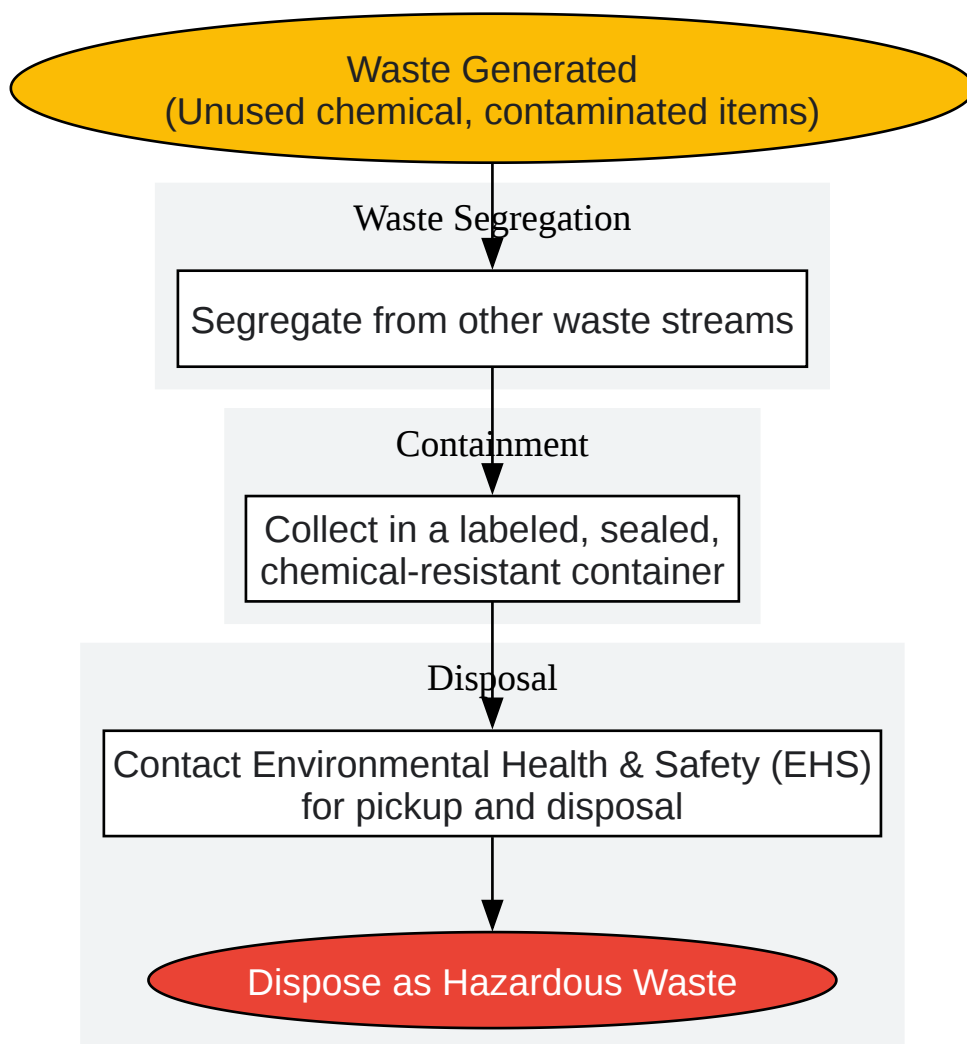 Waste Generated
(Unused chemical, contaminated items)
Waste Segregation
Segregate from other waste streams
Containment
Collect in a labeled, sealed,
chemical-resistant container
Disposal
Contact Environmental Health & Safety (EHS)
for pickup and disposal
Dispose as Hazardous Waste